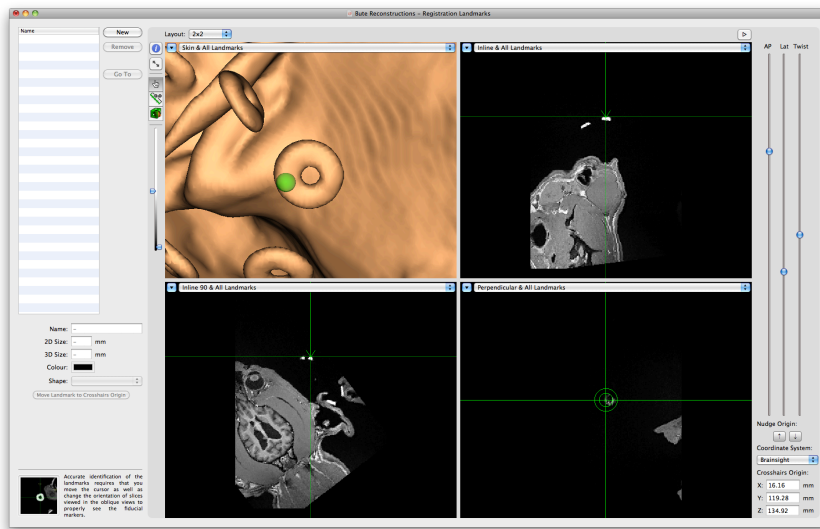 Bute Reconstructions – Registration Landmarks
Name
New
Remove
Go To
Layout: 2x2
Skin & All Landmarks
Inline & All Landmarks
Inline 90 & All Landmarks
Perpendicular & All Landmarks
AP Lat Twist
Name: -
2D Size: - mm
3D Size: - mm
Colour:
Shape:
Move Landmark to Crosshairs Origin
Accurate identification of the
landmarks requires that you
move the cursor as well as
change the orientation of slices
viewed in the oblique views to
properly see the fiducial
markers.
Nudge Origin:
↑ ↓
Coordinate System:
Brainsight
Crosshairs Origin:
X: 16.16 mm
Y: 119.28 mm
Z: 134.92 mm